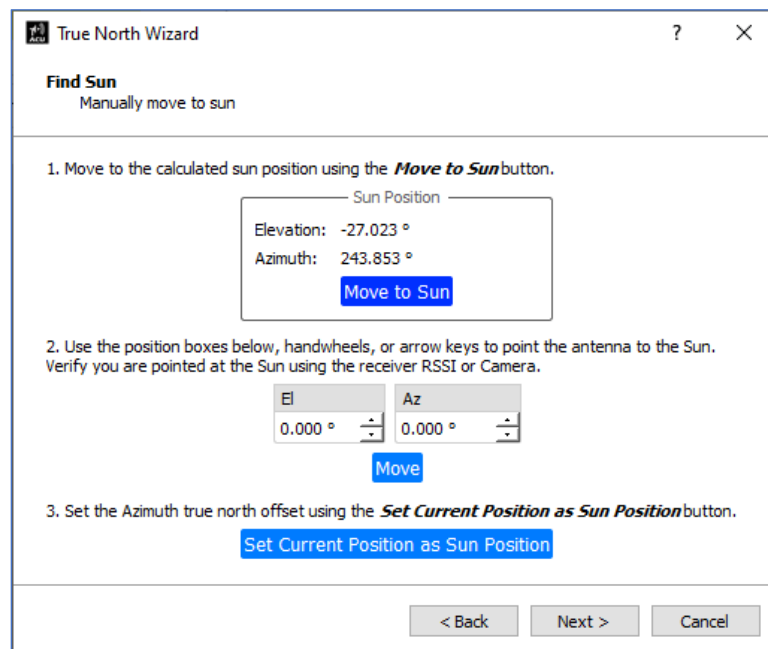 ACU
True North Wizard
?
Find Sun
Manually move to sun
1. Move to the calculated sun position using the Move to Sun button.
Sun Position
Elevation: -27.023 °
Azimuth: 243.853 °
Move to Sun
2. Use the position boxes below, handwheels, or arrow keys to point the antenna to the Sun.
Verify you are pointed at the Sun using the receiver RSSI or Camera.
El Az
0.000 ° 0.000 °
Move
3. Set the Azimuth true north offset using the Set Current Position as Sun Position button.
Set Current Position as Sun Position
< Back Next > Cancel